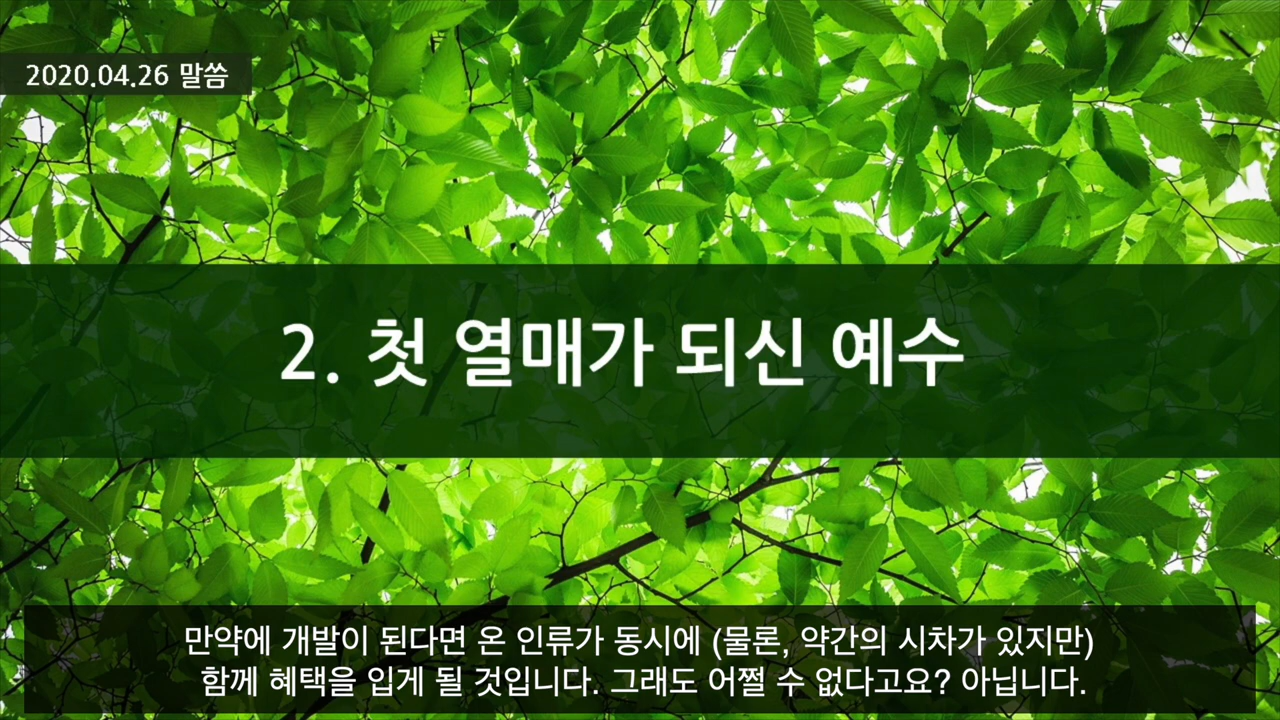 2020.04.26 말씀
2. 첫 열매가 되신 예수
만약에 개발이 된다면 온 인류가 동시에 (물론, 약간의 시차가 있지만)
함께 혜택을 입게 될 것입니다. 그래도 어쩔 수 없다고요? 아닙니다.